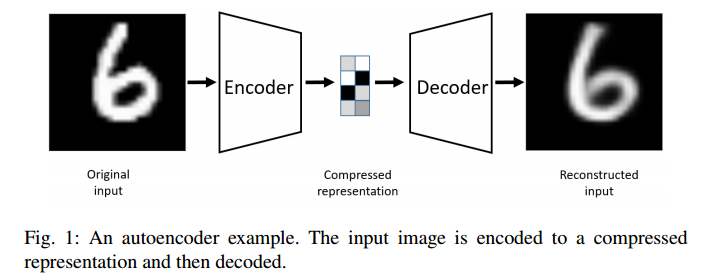 Encoder
Decoder
Original
input
Compressed
representation
Reconstructed
input
Fig. 1: An autoencoder example. The input image is encoded to a compressed
representation and then decoded.